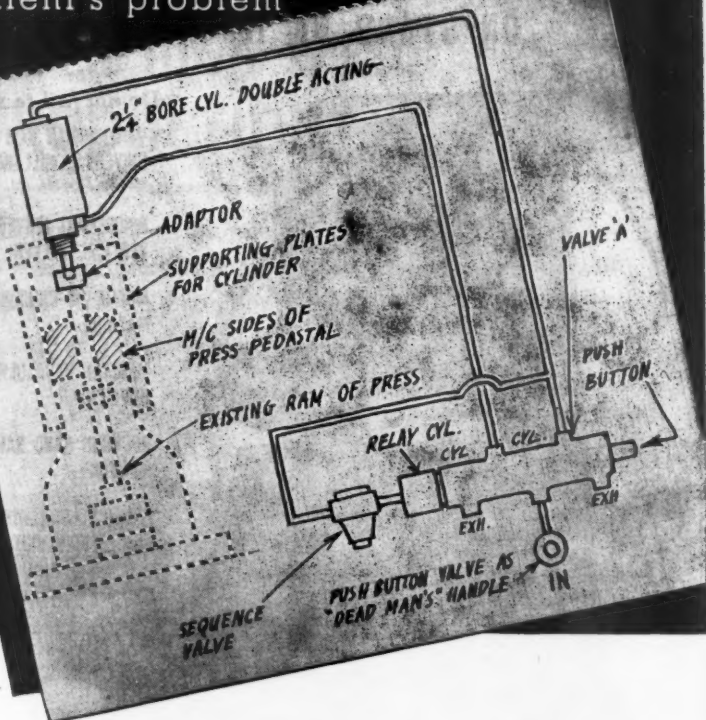 problem
2¼" BORE CYL. DOUBLE ACTING
ADAPTOR
SUPPORTING PLATES
FOR CYLINDER
M/C SIDES OF
PRESS PEDASTAL
EXISTING RAM OF PRESS
VALVE 'A'
PUSH
BUTTON
RELAY CYL.
CYL.
CYL.
EXH.
EXH
PUSH BUTTON VALVE AS
"DEAD MAN'S" HANDLE
IN
SEQUENCE
VALVE